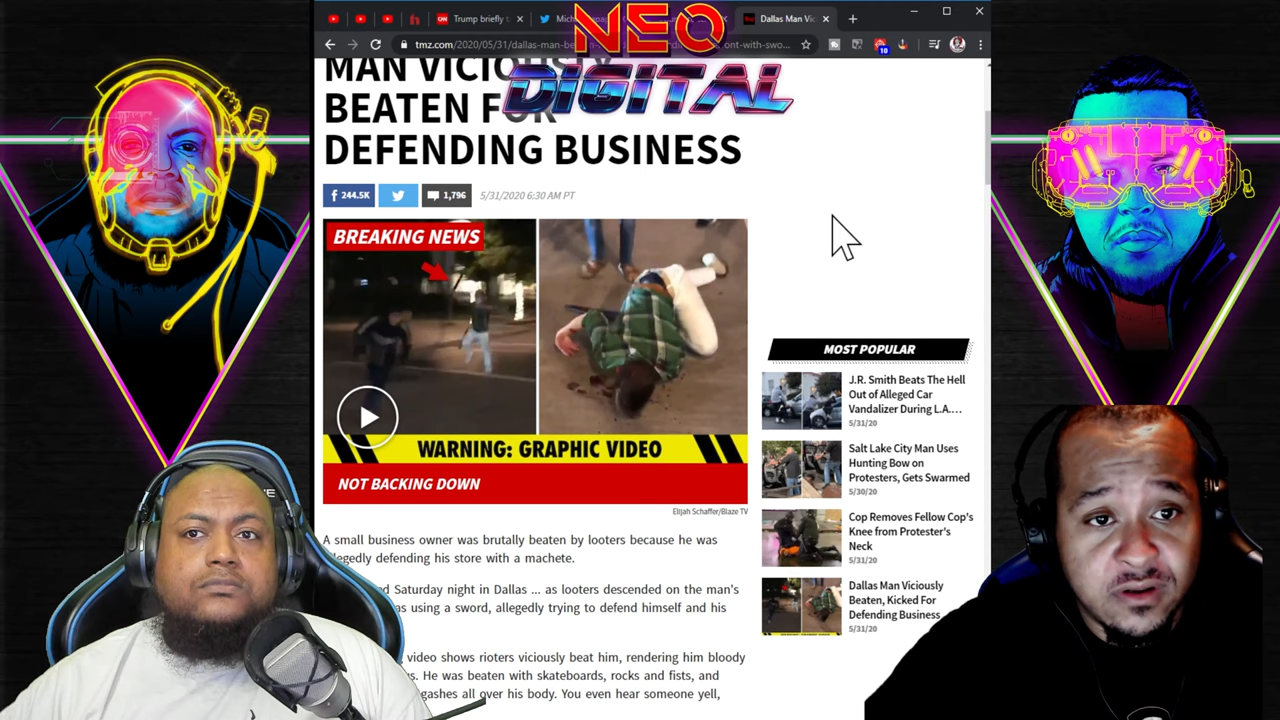 Trump briefly
Mich
Dallas Man Vic
tmz.com/2020/05/31/dallas-man-be
ont-with-swo...
10
NEO
DIGITAL
MAN VICIOUSLY
BEATEN FOR
DEFENDING BUSINESS
244.5K
1,796
5/31/2020 6:30 AM PT
BREAKING NEWS
WARNING: GRAPHIC VIDEO
NOT BACKING DOWN
Elijah Schaffer/Blaze TV
A small business owner was brutally beaten by looters because he was
allegedly defending his store with a machete.
Saturday night in Dallas ... as looters descended on the man's
using a sword, allegedly trying to defend himself and his
video shows rioters viciously beat him, rendering him bloody
He was beaten with skateboards, rocks and fists, and
gashes all over his body. You even hear someone yell,
MOST POPULAR
J.R. Smith Beats The Hell
Out of Alleged Car
Vandalizer During L.A....
5/31/20
Salt Lake City Man Uses
Hunting Bow on
Protesters, Gets Swarmed
5/30/20
Cop Removes Fellow Cop's
Knee from Protester's
Neck
5/31/20
Dallas Man Viciously
Beaten, Kicked For
Defending Business
5/31/20